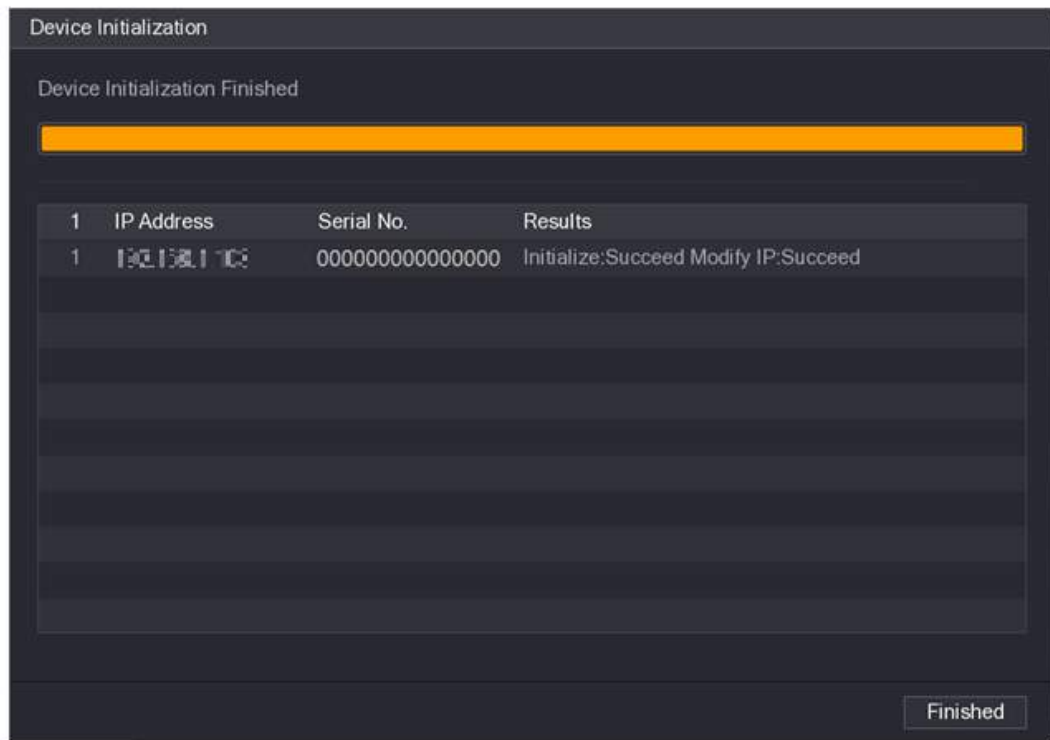 Device Initialization
Device Initialization Finished
1 IP Address Serial No. Results
1 000000000000000 Initialize:Succeed Modify IP:Succeed
Finished